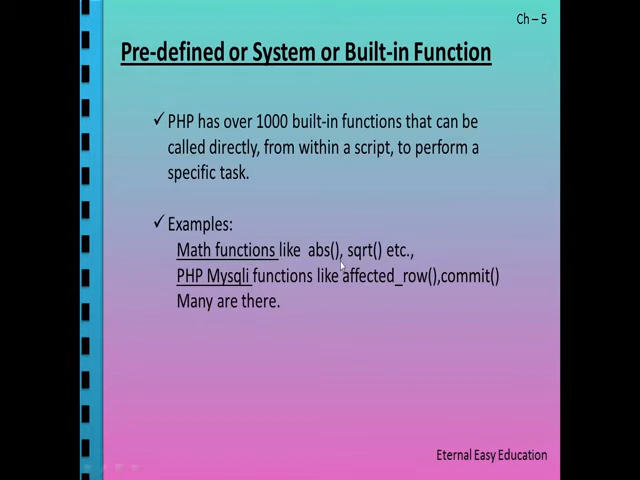 Ch – 5
Pre-defined or System or Built-in Function
✓ PHP has over 1000 built-in functions that can be
called directly, from within a script, to perform a
specific task.
✓ Examples:
Math functions like abs(), sqrt() etc.,
PHP Mysqli functions like affected_row(),commit()
Many are there.
Eternal Easy Education